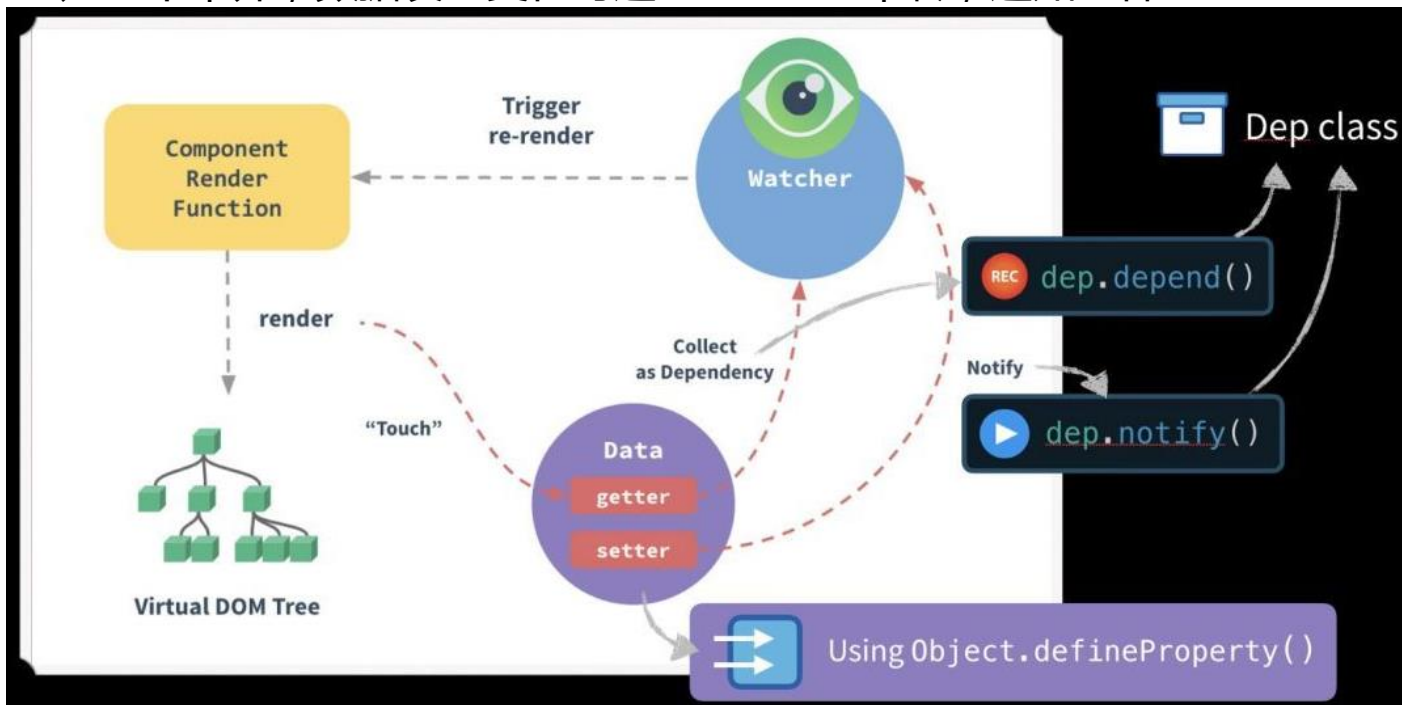 Trigger
re-render
Component
Render
Function
Watcher
Dep class
REC dep.depend()
render
Collect
as Dependency
Notify
"Touch"
dep.notify()
Data
getter
setter
Virtual DOM Tree
Using Object.defineProperty()